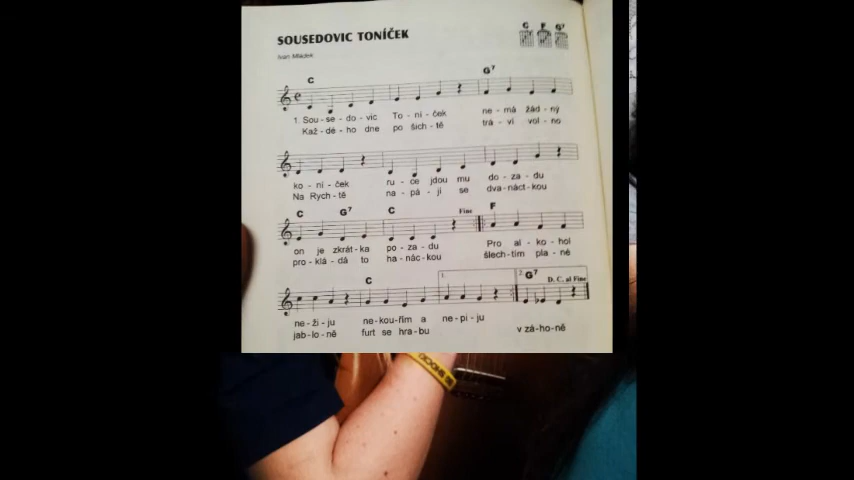 SOUSEDOVIC TONÍČEK
C F G7
Ivan Mládek
C G7
1. Sou - se - do - vic To - ní - ček ne - má žád - ný
Kaž - dé - ho dne po šich - tě trá - ví vol - no
ko - ní - ček ru - ce jdou mu do - za - du
Na Rych - tě na - pá - jí se dva - náct - kou
C G7 C Fine F
on je zkrát - ka po - za - du Pro al - ko - hol
pro - klá - dá to ha - nác - kou šlech - tím pla - né
C 1. 2. G7 D. C. al Fine
ne - ži - ju ne - kou - řím a ne - pi - ju
jab - lo - ně furt se hra - bu v zá - ho - ně